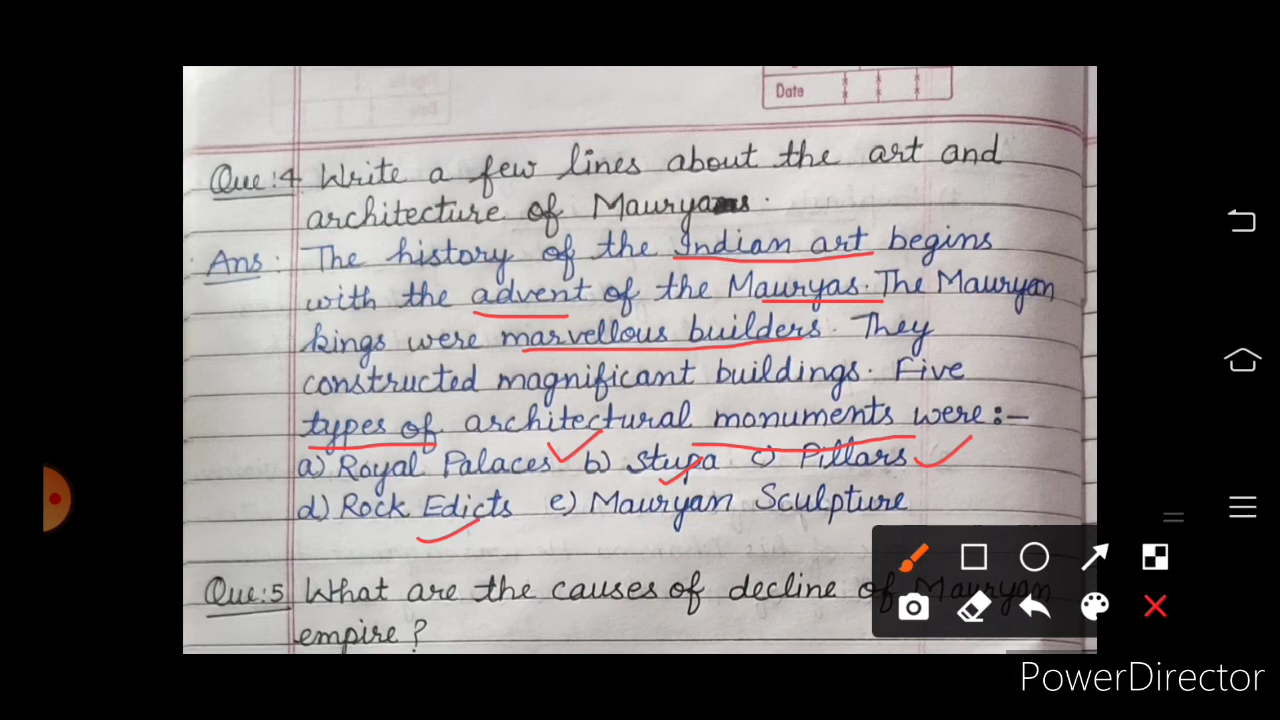 Date
Que:4 Write a few lines about the art and
architecture of Mauryans.
Ans: The history of the Indian art begins
with the advent of the Mauryas. The Mauryan
kings were marvellous builders. They
constructed magnificant buildings. Five
types of architectural monuments were:-
a) Royal Palaces b) Stupa c) Pillars
d) Rock Edicts e) Mauryan Sculpture
Que:5 What are the causes of decline of Mauryan
empire?
PowerDirector